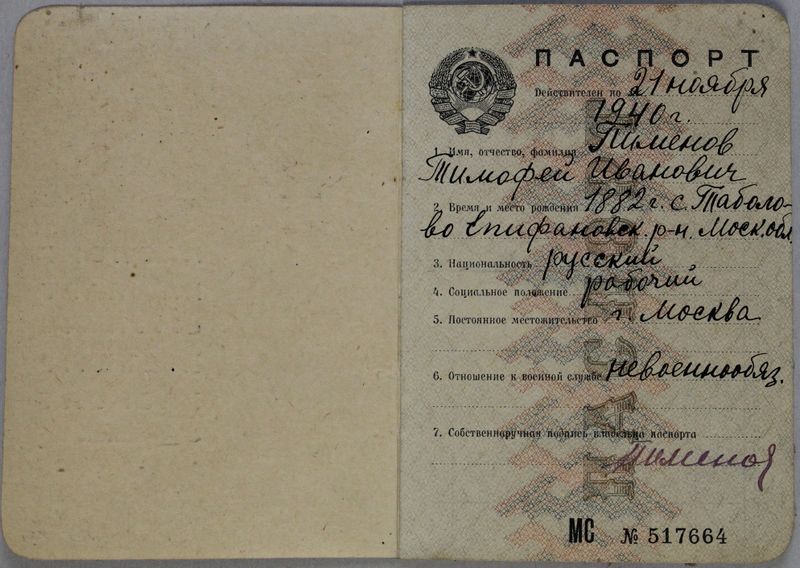 ПАСПОРТ
Действителен по 21 ноября
1940 г.
1. Имя, отчество, фамилия Пименов
Тимофей Иванович
2. Время и место рождения 1882 г. с. Таболо-
во Епифановск. р-н. Моск. обл.
3. Национальность русский
4. Социальное положение рабочий
5. Постоянное местожительство г. Москва
6. Отношение к военной службе невоеннообяз.
7. Собственноручная подпись владельца паспорта
Пименов
ПАСПОРТ
МС № 517664